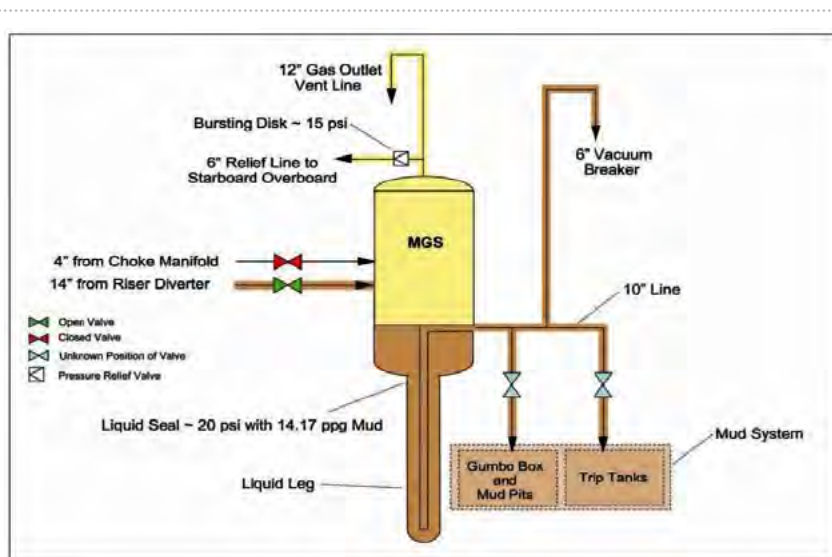 12" Gas Outlet
Vent Line
Bursting Disk ~ 15 psi
6" Relief Line to
Starboard Overboard
6" Vacuum
Breaker
MGS
4" from Choke Manifold
14" from Riser Diverter
10" Line
Open Valve
Closed Valve
Unknown Position of Valve
Pressure Relief Valve
Liquid Seal ~ 20 psi with 14.17 ppg Mud
Mud System
Liquid Leg
Gumbo Box
and
Mud Pits
Trip Tanks